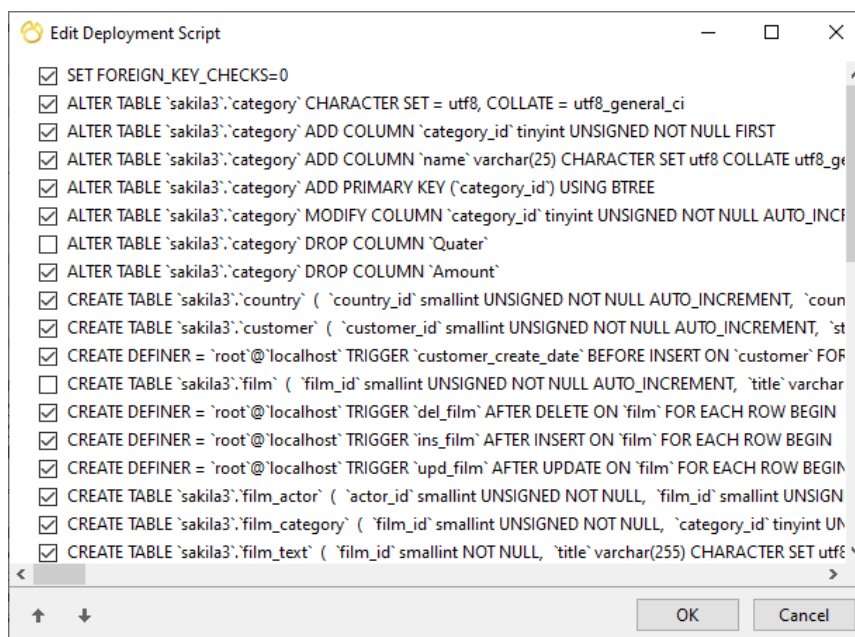 Edit Deployment Script
SET FOREIGN_KEY_CHECKS=0
ALTER TABLE `sakila3`.`category` CHARACTER SET = utf8, COLLATE = utf8_general_ci
ALTER TABLE `sakila3`.`category` ADD COLUMN `category_id` tinyint UNSIGNED NOT NULL FIRST
ALTER TABLE `sakila3`.`category` ADD COLUMN `name` varchar(25) CHARACTER SET utf8 COLLATE utf8_ge
ALTER TABLE `sakila3`.`category` ADD PRIMARY KEY (`category_id`) USING BTREE
ALTER TABLE `sakila3`.`category` MODIFY COLUMN `category_id` tinyint UNSIGNED NOT NULL AUTO_INCR
ALTER TABLE `sakila3`.`category` DROP COLUMN `Quater`
ALTER TABLE `sakila3`.`category` DROP COLUMN `Amount`
CREATE TABLE `sakila3`.`country` ( `country_id` smallint UNSIGNED NOT NULL AUTO_INCREMENT, `coun
CREATE TABLE `sakila3`.`customer` ( `customer_id` smallint UNSIGNED NOT NULL AUTO_INCREMENT, `st
CREATE DEFINER = `root`@`localhost` TRIGGER `customer_create_date` BEFORE INSERT ON `customer` FOR
CREATE TABLE `sakila3`.`film` ( `film_id` smallint UNSIGNED NOT NULL AUTO_INCREMENT, `title` varchar
CREATE DEFINER = `root`@`localhost` TRIGGER `del_film` AFTER DELETE ON `film` FOR EACH ROW BEGIN
CREATE DEFINER = `root`@`localhost` TRIGGER `ins_film` AFTER INSERT ON `film` FOR EACH ROW BEGIN
CREATE DEFINER = `root`@`localhost` TRIGGER `upd_film` AFTER UPDATE ON `film` FOR EACH ROW BEGIN
CREATE TABLE `sakila3`.`film_actor` ( `actor_id` smallint UNSIGNED NOT NULL, `film_id` smallint UNSIGN
CREATE TABLE `sakila3`.`film_category` ( `film_id` smallint UNSIGNED NOT NULL, `category_id` tinyint UN
CREATE TABLE `sakila3`.`film_text` ( `film_id` smallint NOT NULL, `title` varchar(255) CHARACTER SET utf8
OK
Cancel